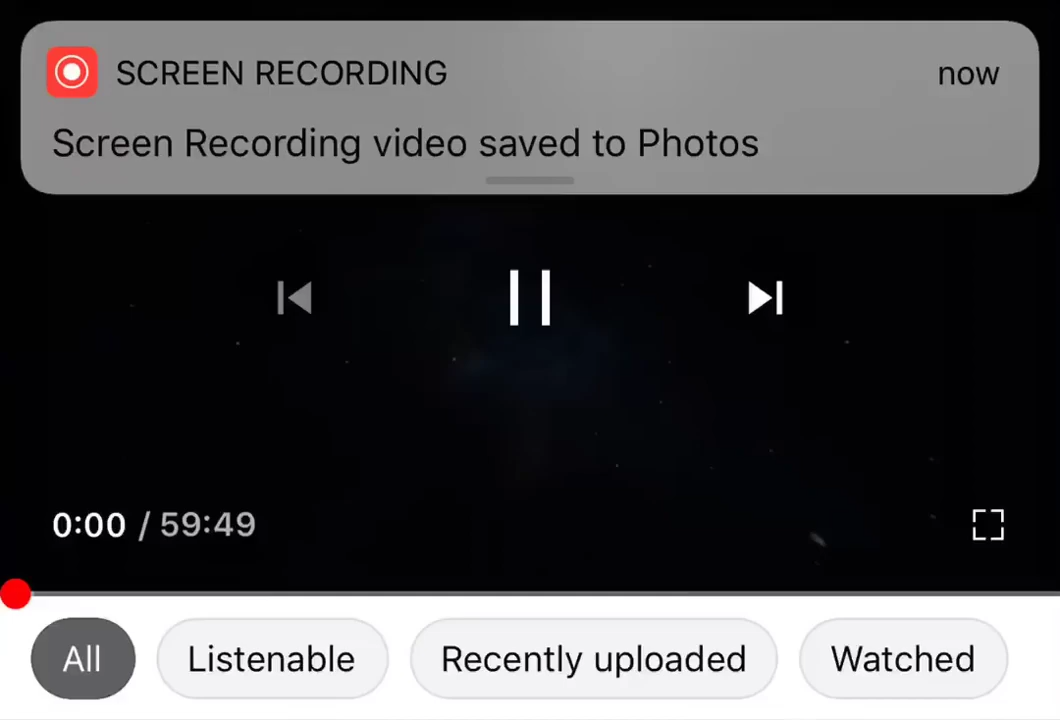 SCREEN RECORDING
now
Screen Recording video saved to Photos
0:00 / 59:49
All
Listenable
Recently uploaded
Watched